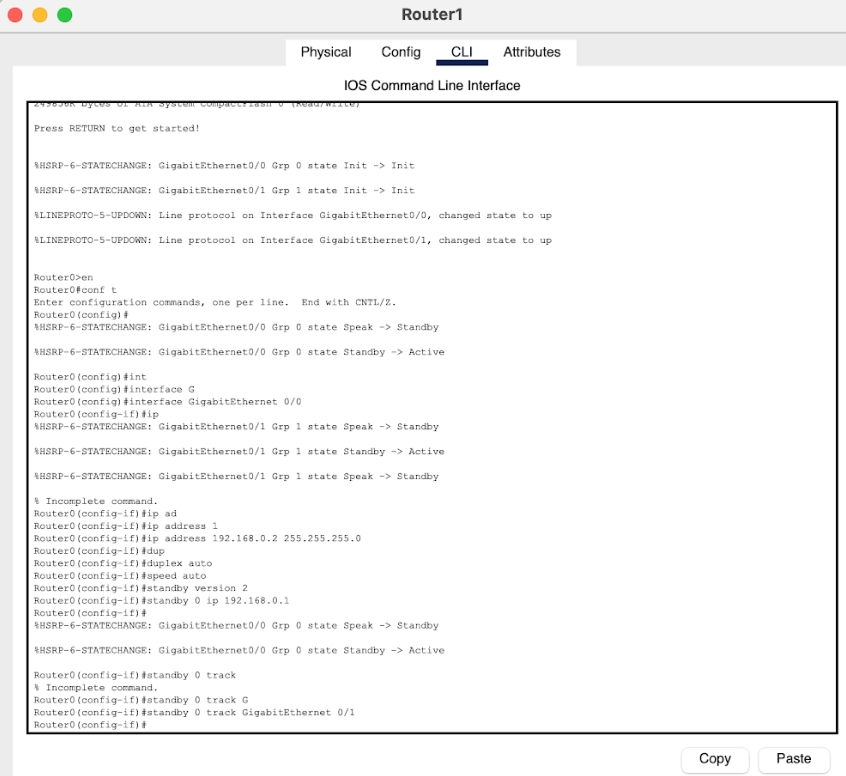 Router1
Physical Config CLI Attributes
IOS Command Line Interface
249856K bytes of ATA System CompactFlash 0 (Read/Write)
Press RETURN to get started!
%HSRP-6-STATECHANGE: GigabitEthernet0/0 Grp 0 state Init -> Init
%HSRP-6-STATECHANGE: GigabitEthernet0/1 Grp 1 state Init -> Init
%LINEPROTO-5-UPDOWN: Line protocol on Interface GigabitEthernet0/0, changed state to up
%LINEPROTO-5-UPDOWN: Line protocol on Interface GigabitEthernet0/1, changed state to up
Router0>en
Router0#conf t
Enter configuration commands, one per line.  End with CNTL/Z.
Router0(config)#
%HSRP-6-STATECHANGE: GigabitEthernet0/0 Grp 0 state Speak -> Standby
%HSRP-6-STATECHANGE: GigabitEthernet0/0 Grp 0 state Standby -> Active
Router0(config)#int
Router0(config)#interface G
Router0(config)#interface GigabitEthernet 0/0
Router0(config-if)#ip
%HSRP-6-STATECHANGE: GigabitEthernet0/1 Grp 1 state Speak -> Standby
%HSRP-6-STATECHANGE: GigabitEthernet0/1 Grp 1 state Standby -> Active
%HSRP-6-STATECHANGE: GigabitEthernet0/1 Grp 1 state Speak -> Standby
% Incomplete command.
Router0(config-if)#ip ad
Router0(config-if)#ip address 1
Router0(config-if)#ip address 192.168.0.2 255.255.255.0
Router0(config-if)#dup
Router0(config-if)#duplex auto
Router0(config-if)#speed auto
Router0(config-if)#standby version 2
Router0(config-if)#standby 0 ip 192.168.0.1
Router0(config-if)#
%HSRP-6-STATECHANGE: GigabitEthernet0/0 Grp 0 state Speak -> Standby
%HSRP-6-STATECHANGE: GigabitEthernet0/0 Grp 0 state Standby -> Active
Router0(config-if)#standby 0 track
% Incomplete command.
Router0(config-if)#standby 0 track G
Router0(config-if)#standby 0 track GigabitEthernet 0/1
Router0(config-if)#
Copy Paste